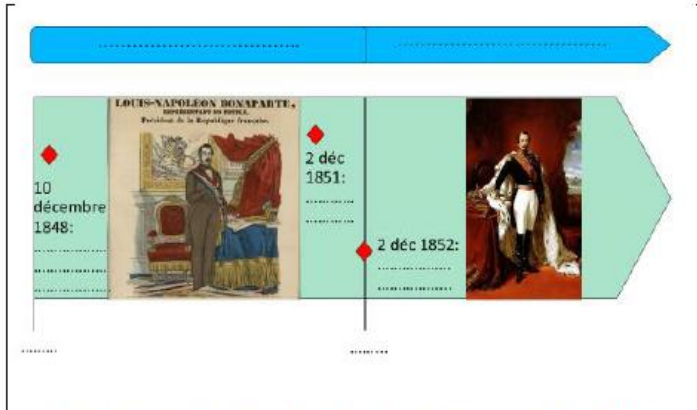 LOUIS-NAPOLÉON BONAPARTE,
REPRÉSENTANT DU PEUPLE,
Président de la République française.
10
décembre
1848:
2 déc
1851:
2 déc 1852: